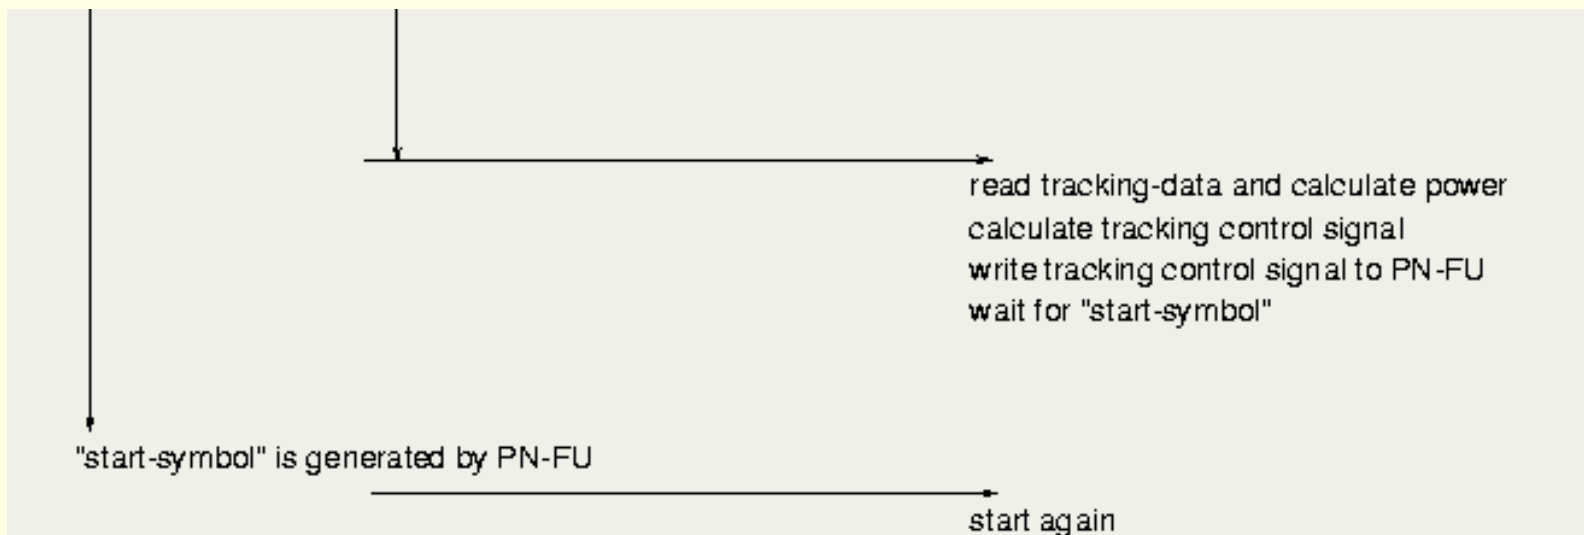 read tracking-data and calculate power
calculate tracking control signal
write tracking control signal to PN-FU
wait for "start-symbol"
"start-symbol" is generated by PN-FU
start again